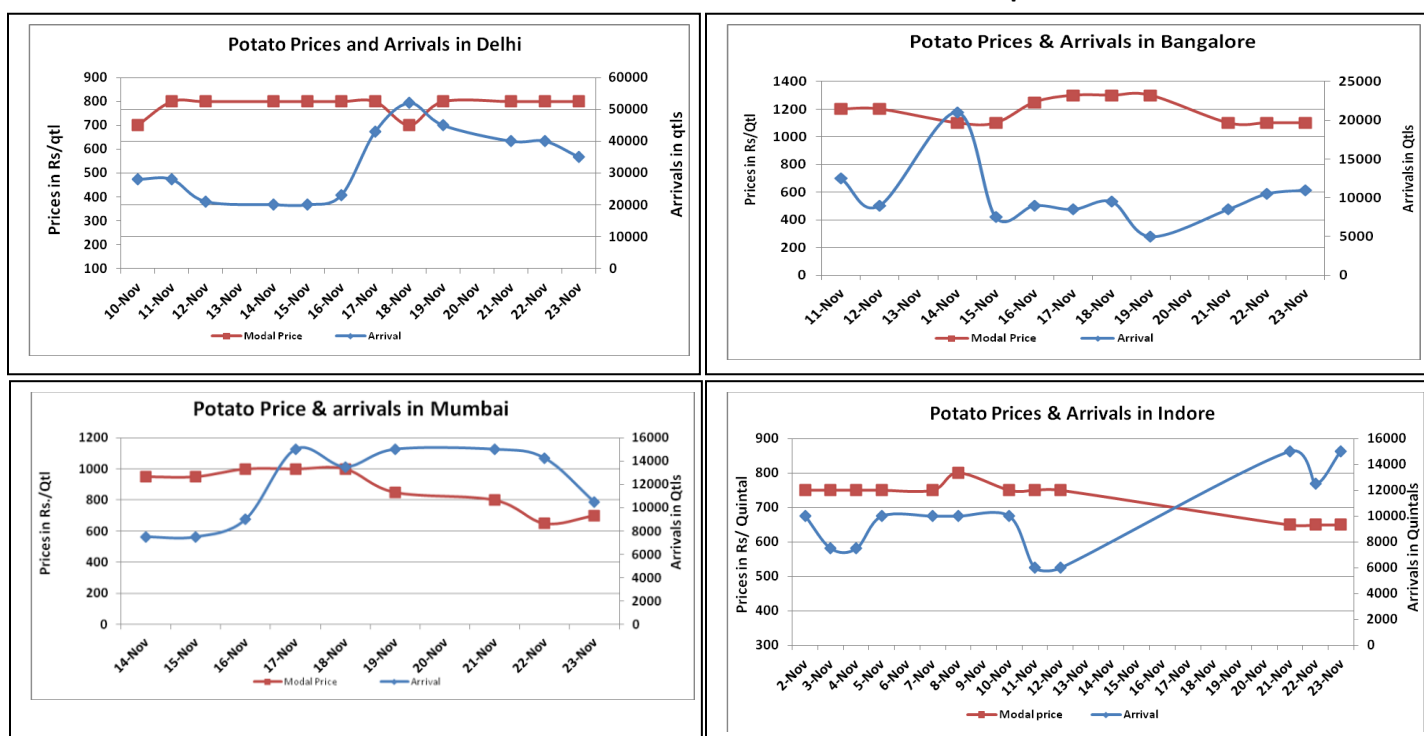 Potato Prices and Arrivals in Delhi
Prices in Rs/qtl
900
800
700
600
500
400
300
200
100
60000
50000
40000
30000
20000
10000
0
Arrivals in qtls
10-Nov
11-Nov
12-Nov
13-Nov
14-Nov
15-Nov
16-Nov
17-Nov
18-Nov
19-Nov
20-Nov
21-Nov
22-Nov
23-Nov
Modal Price
Arrival
Potato Prices & Arrivals in Bangalore
Prices in Rs/Qtl
1400
1200
1000
800
600
400
200
0
25000
20000
15000
10000
5000
0
Arrivals in Qtls
11-Nov
12-Nov
13-Nov
14-Nov
15-Nov
16-Nov
17-Nov
18-Nov
19-Nov
20-Nov
21-Nov
22-Nov
23-Nov
Modal Price
Arrival
Potato Price & arrivals in Mumbai
Prices in Rs./Qtl
1200
1000
800
600
400
200
0
16000
14000
12000
10000
8000
6000
4000
2000
0
Arrivals in Qtls
14-Nov
15-Nov
16-Nov
17-Nov
18-Nov
19-Nov
20-Nov
21-Nov
22-Nov
23-Nov
Modal Price
Arrival
Potato Prices & Arrivals in Indore
Prices in Rs/ Quintal
900
800
700
600
500
400
300
16000
14000
12000
10000
8000
6000
4000
2000
0
Arrivals in Quintals
2-Nov
3-Nov
4-Nov
5-Nov
6-Nov
7-Nov
8-Nov
9-Nov
10-Nov
11-Nov
12-Nov
13-Nov
14-Nov
15-Nov
16-Nov
17-Nov
18-Nov
19-Nov
20-Nov
21-Nov
22-Nov
23-Nov
Modal price
Arrival